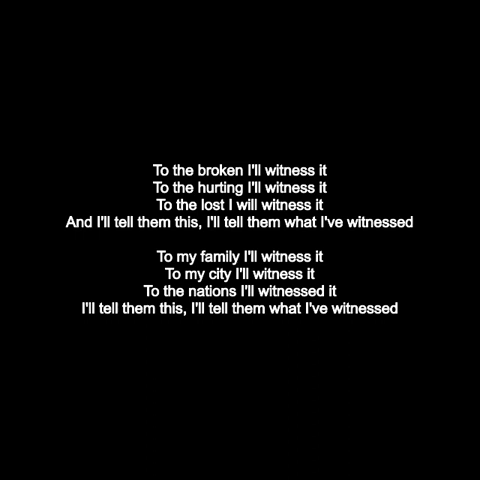 To the broken I'll witness it
To the hurting I'll witness it
To the lost I will witness it
And I'll tell them this, I'll tell them what I've witnessed
To my family I'll witness it
To my city I'll witness it
To the nations I'll witnessed it
I'll tell them this, I'll tell them what I've witnessed